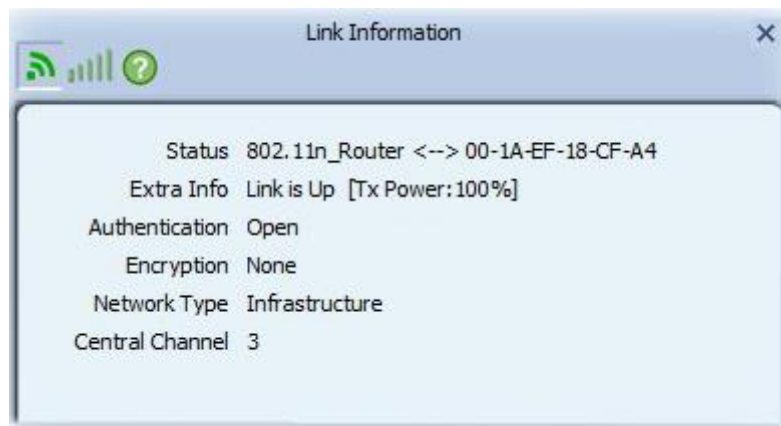 Link Information
Status 802.11n_Router <--> 00-1A-EF-18-CF-A4
Extra Info Link is Up [Tx Power:100%]
Authentication Open
Encryption None
Network Type Infrastructure
Central Channel 3